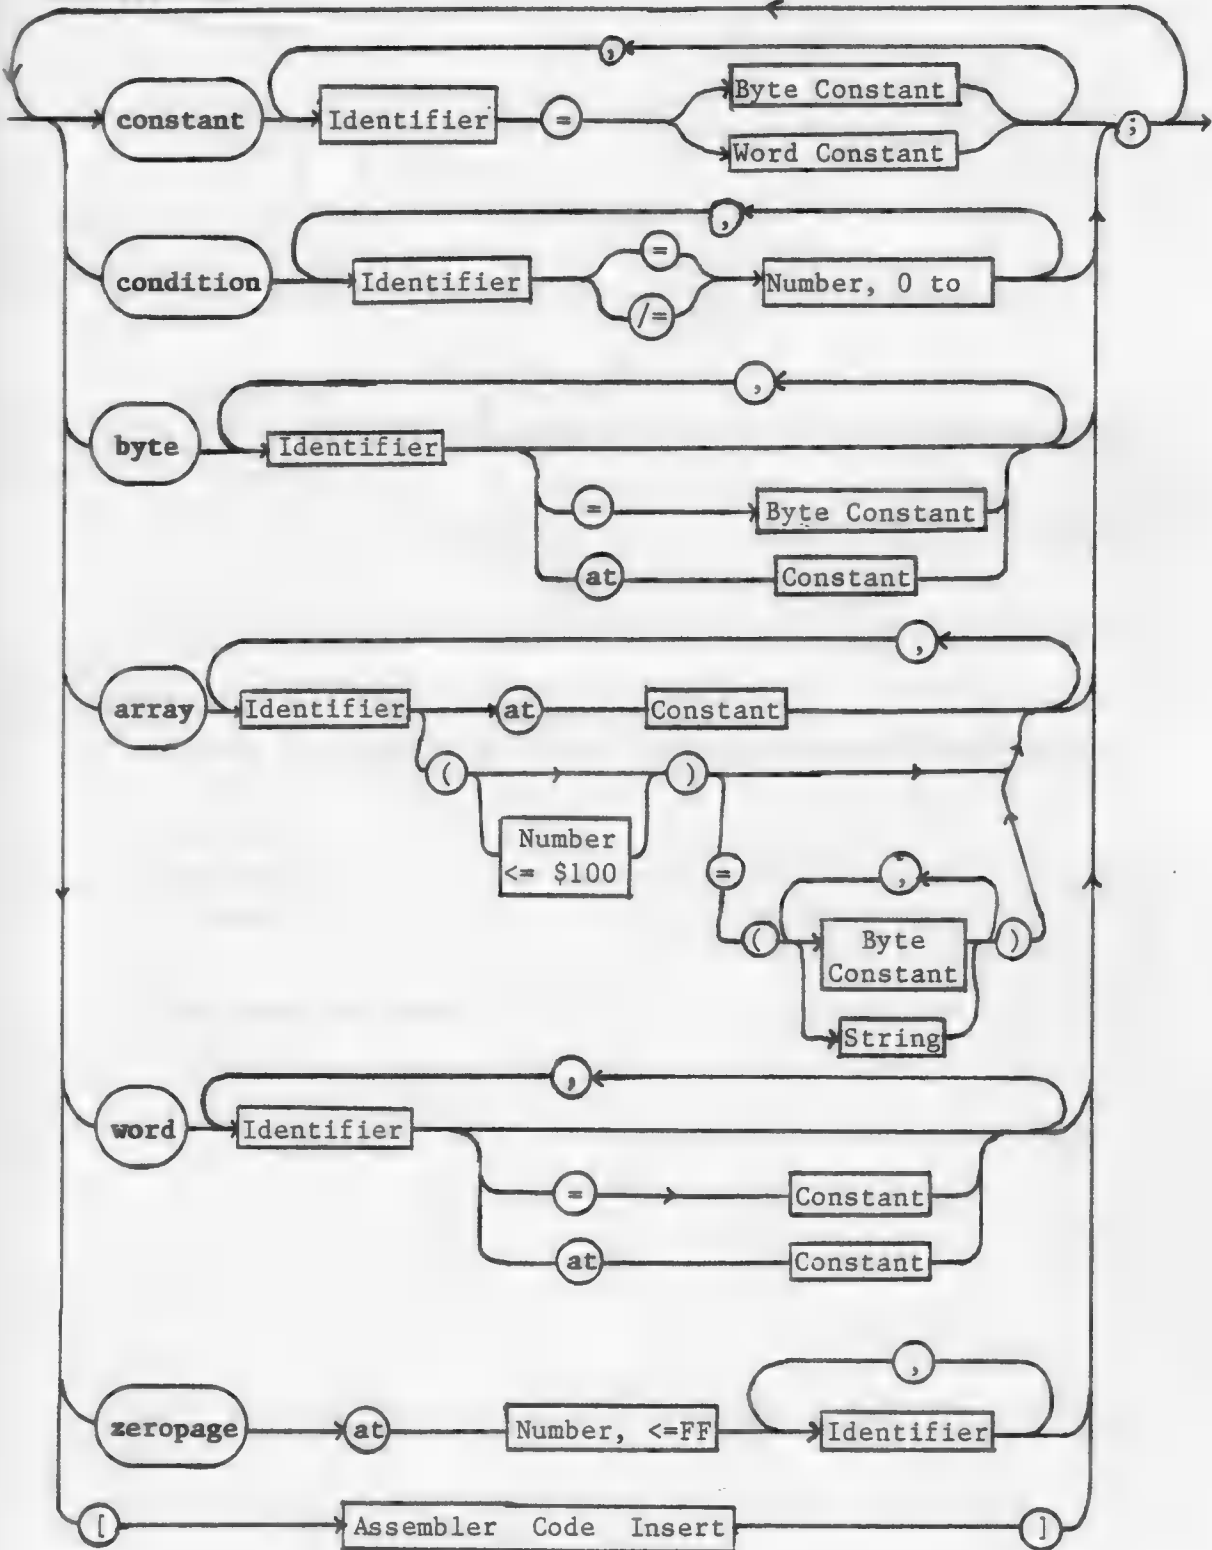 ,
constant Identifier = Byte Constant ;
Word Constant
,
condition Identifier = Number, 0 to
/=
,
byte Identifier
= Byte Constant
at Constant
,
array Identifier at Constant
( )
Number
<= $100
= ,
( Byte )
Constant
String
,
word Identifier
= Constant
at Constant
,
zeropage at Number, <=FF Identifier
[ Assembler Code Insert ]